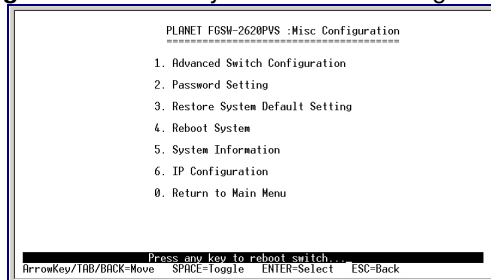 PLANET FGSW-2620PVS :Misc Configuration
======================================
1. Advanced Switch Configuration
2. Password Setting
3. Restore System Default Setting
4. Reboot System
5. System Information
6. IP Configuration
0. Return to Main Menu
Press any key to reboot switch..._
ArrowKey/TAB/BACK=Move SPACE=Toggle ENTER=Select ESC=Back